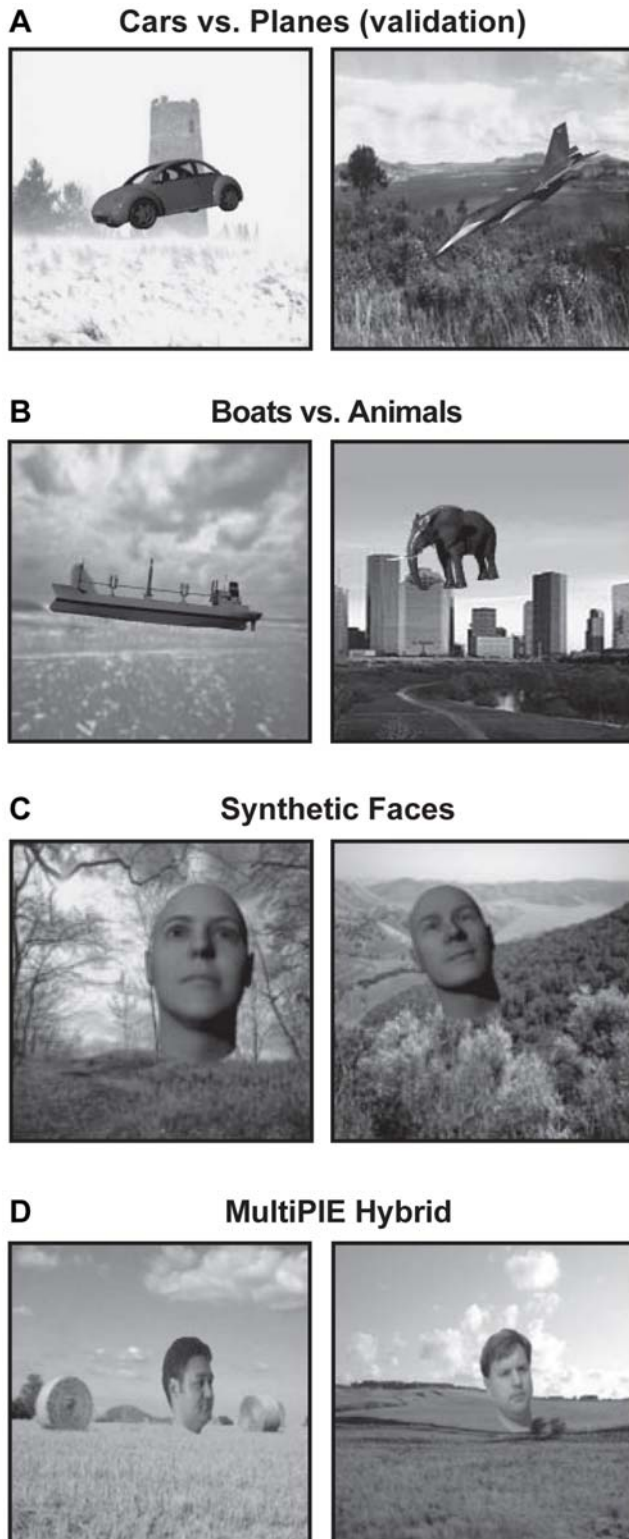 A Cars vs. Planes (validation)
B Boats vs. Animals
C Synthetic Faces
D MultiPIE Hybrid